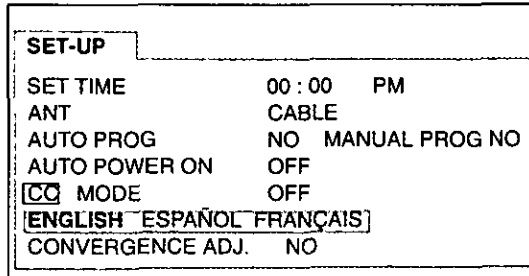 SET-UP
SET TIME 00 : 00 PM
ANT CABLE
AUTO PROG NO MANUAL PROG NO
AUTO POWER ON OFF
CC MODE OFF
ENGLISH ESPAÑOL FRANÇAIS
CONVERGENCE ADJ. NO